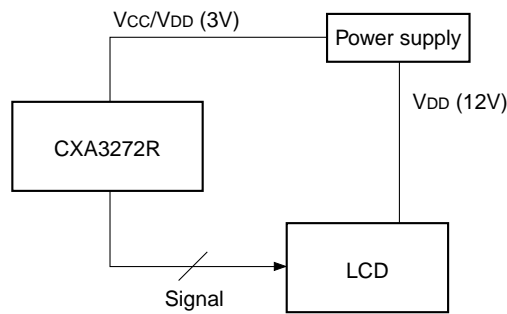 VCC/VDD (3V)
Power supply
VDD (12V)
CXA3272R
LCD
Signal